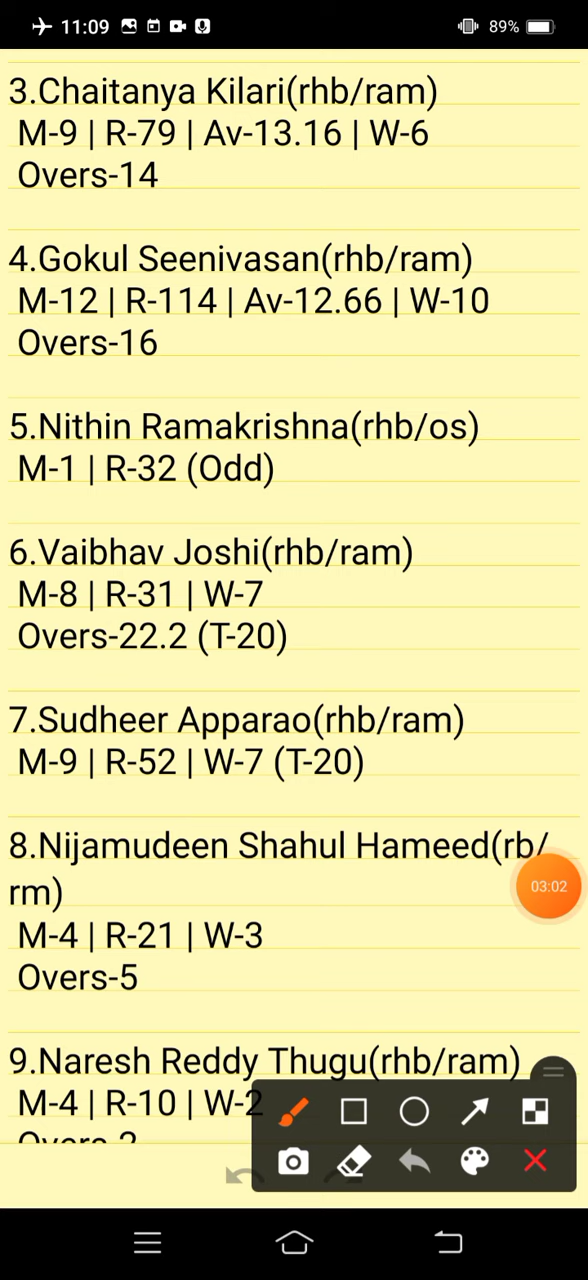 11:09
89%
3.Chaitanya Kilari(rhb/ram)
M-9 | R-79 | Av-13.16 | W-6
Overs-14
4.Gokul Seenivasan(rhb/ram)
M-12 | R-114 | Av-12.66 | W-10
Overs-16
5.Nithin Ramakrishna(rhb/os)
M-1 | R-32 (Odd)
6.Vaibhav Joshi(rhb/ram)
M-8 | R-31 | W-7
Overs-22.2 (T-20)
7.Sudheer Apparao(rhb/ram)
M-9 | R-52 | W-7 (T-20)
8.Nijamudeen Shahul Hameed(rb/
rm)
03:02
M-4 | R-21 | W-3
Overs-5
9.Naresh Reddy Thugu(rhb/ram)
M-4 | R-10 | W-2